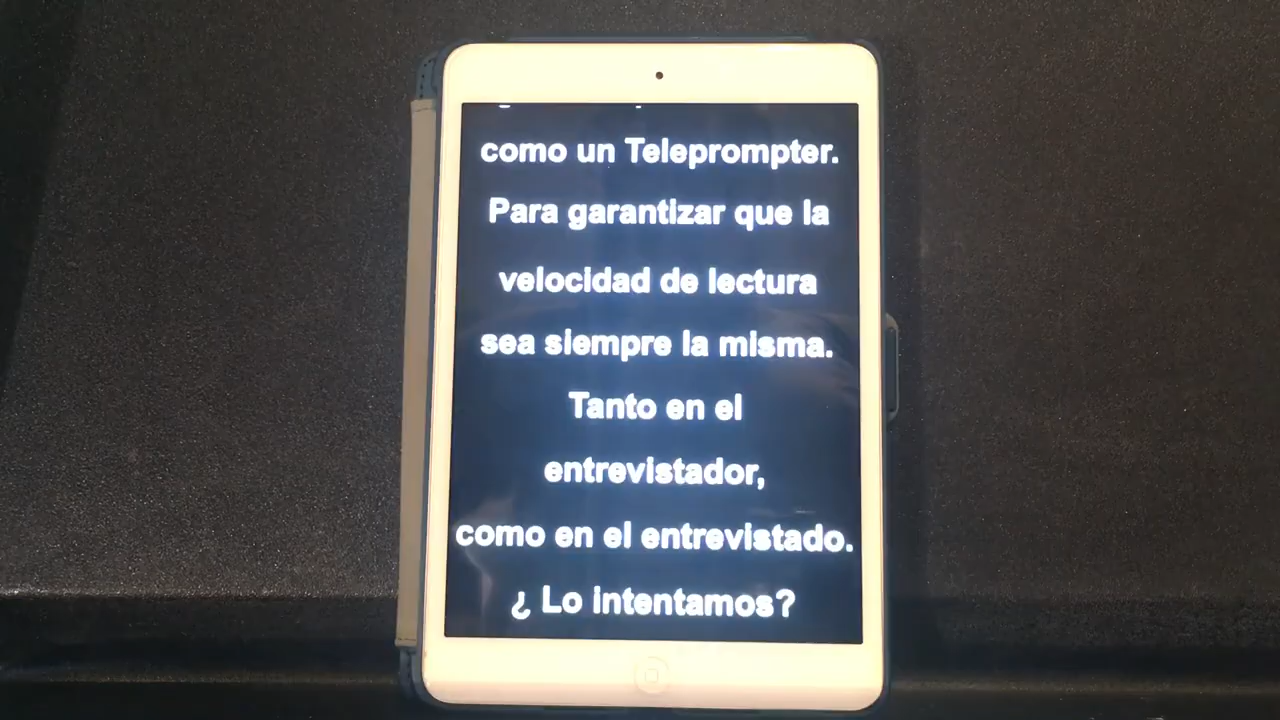 como un Teleprompter.
Para garantizar que la
velocidad de lectura
sea siempre la misma.
Tanto en el
entrevistador,
como en el entrevistado.
¿ Lo intentamos?